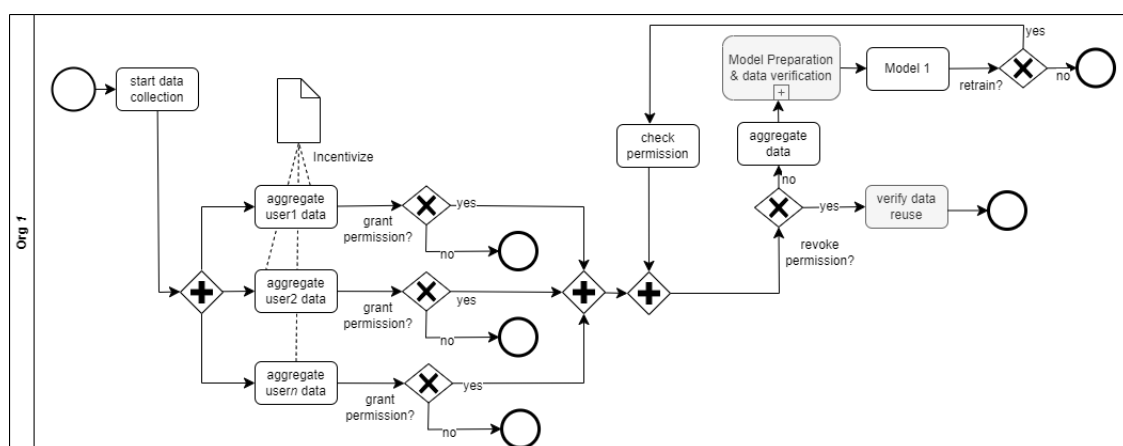 Org 1
start data
collection
Incentivize
aggregate
user1 data
grant
permission?
yes
no
aggregate
user2 data
grant
permission?
yes
no
aggregate
usern data
grant
permission?
yes
no
check
permission
Model Preparation
& data verification
Model 1
retrain?
yes
no
aggregate
data
no
yes
revoke
permission?
verify data
reuse